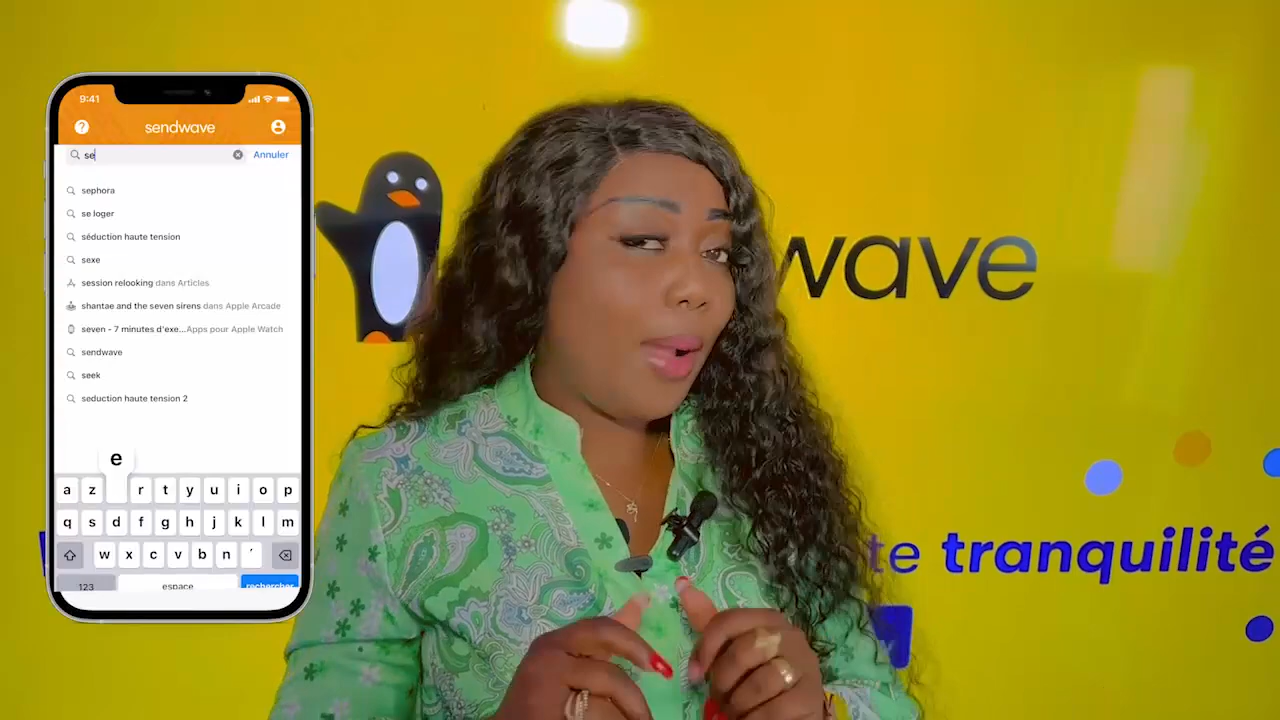 9:41
sendwave
se
Annuler
sephora
se loger
séduction haute tension
sexe
session relooking dans Articles
shantae and the seven sirens dans Apple Arcade
seven - 7 minutes d'exe...Apps pour Apple Watch
sendwave
seek
seduction haute tension 2
e
a z r t y u i o p
q s d f g h j k l m
w x c v b n ´
123 espace rechercher
wave
te tranquilité